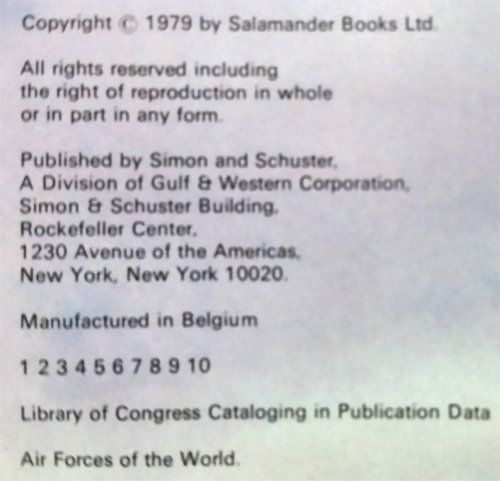 Copyright © 1979 by Salamander Books Ltd.
All rights reserved including
the right of reproduction in whole
or in part in any form.
Published by Simon and Schuster,
A Division of Gulf & Western Corporation,
Simon & Schuster Building,
Rockefeller Center,
1230 Avenue of the Americas,
New York, New York 10020.
Manufactured in Belgium
1 2 3 4 5 6 7 8 9 10
Library of Congress Cataloging in Publication Data
Air Forces of the World.